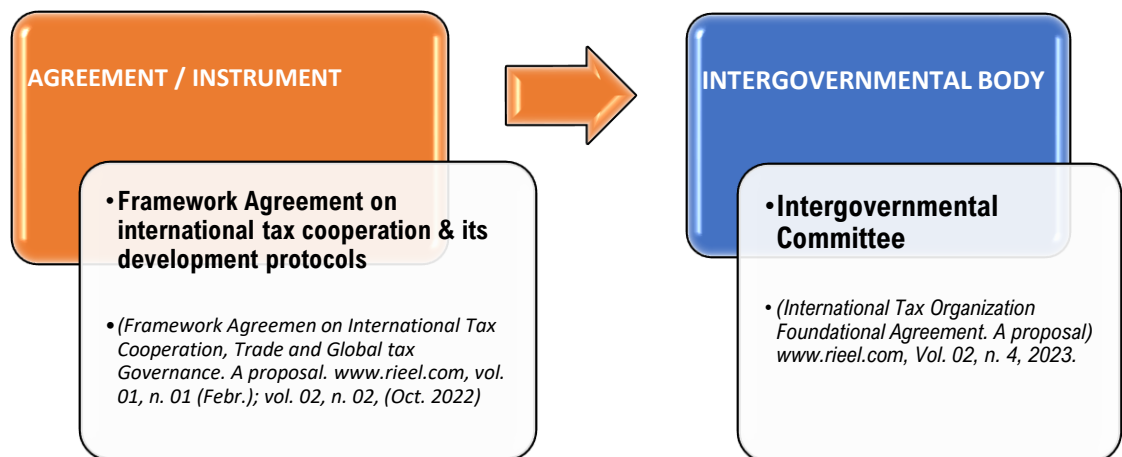 AGREEMENT / INSTRUMENT
•Framework Agreement on
international tax cooperation & its
development protocols
•(Framework Agreemen on International Tax
Cooperation, Trade and Global tax
Governance. A proposal. www.rieel.com, vol.
01, n. 01 (Febr.); vol. 02, n. 02, (Oct. 2022)
INTERGOVERNMENTAL BODY
•Intergovernmental
Committee
• (International Tax Organization
Foundational Agreement. A proposal)
www.rieel.com, Vol. 02, n. 4, 2023.